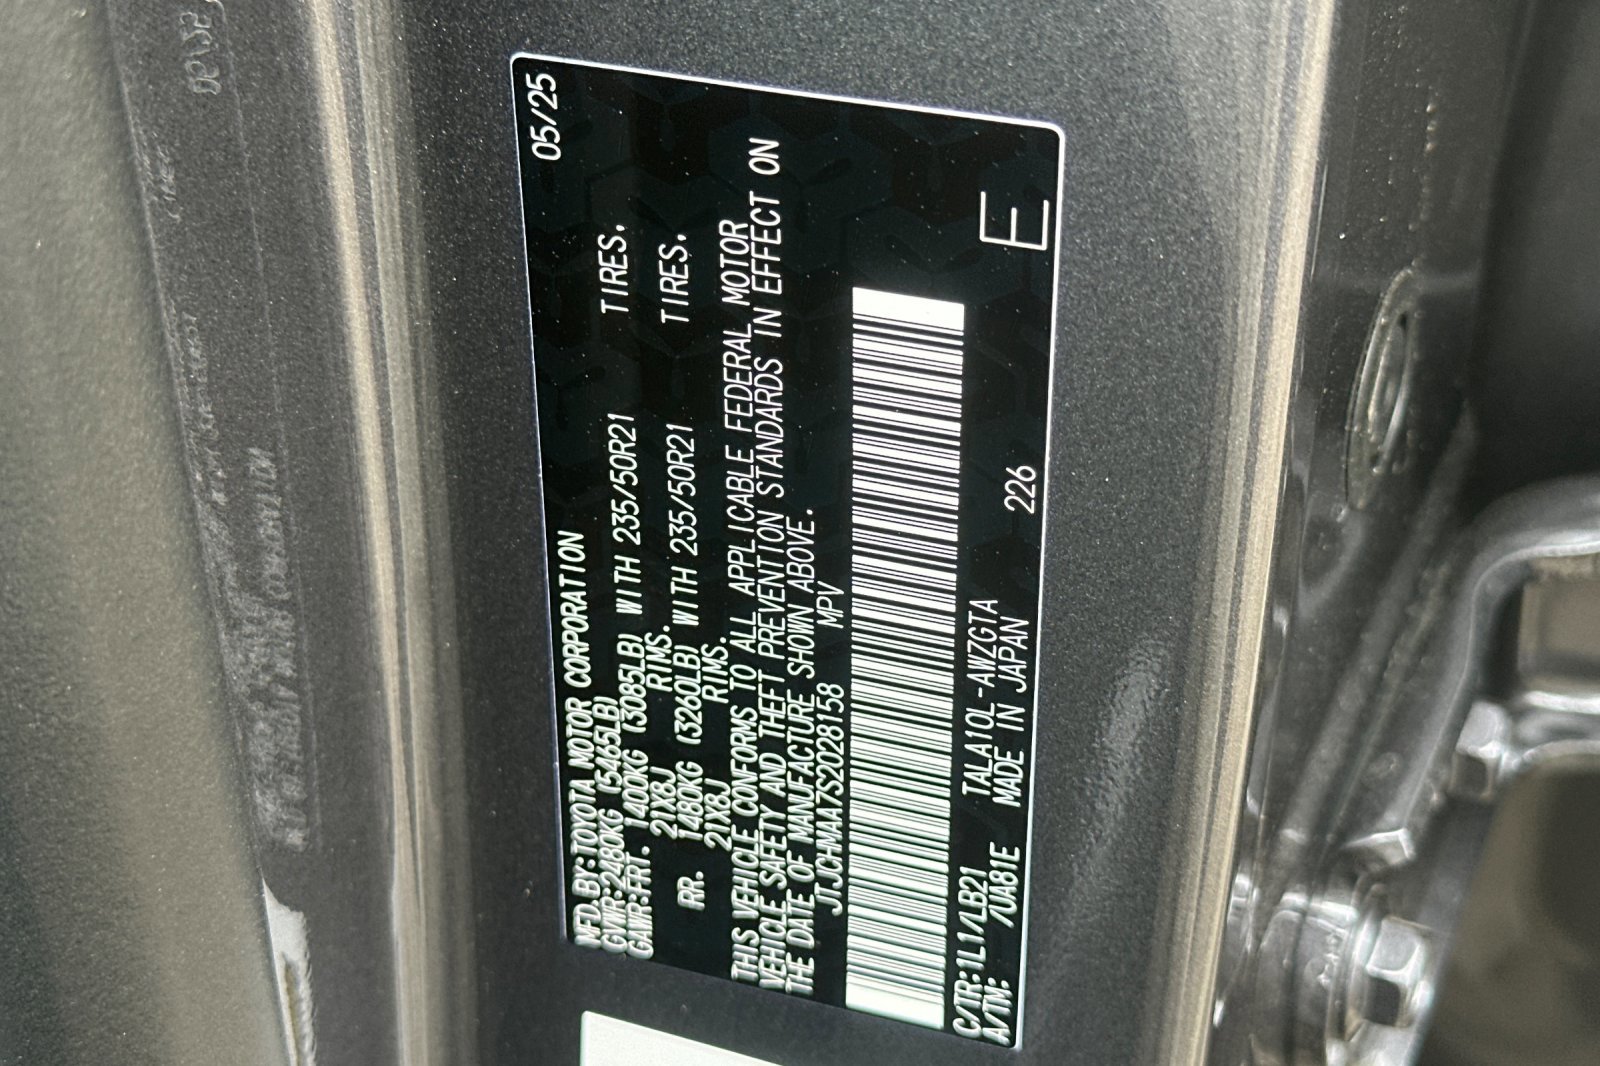 MFD.BY:TOYOTA MOTOR CORPORATION 05/25
GVWR:2480KG (5465LB)
GAWR:FRT. 1400KG (3085LB) WITH 235/50R21 TIRES.
21X8J RIMS.
RR. 1480KG (3260LB) WITH 235/50R21 TIRES.
21X8J RIMS.
THIS VEHICLE CONFORMS TO ALL APPLICABLE FEDERAL MOTOR
VEHICLE SAFETY AND THEFT PREVENTION STANDARDS IN EFFECT ON
THE DATE OF MANUFACTURE SHOWN ABOVE.
JTJCHMAA7S2028158 MPV
C/TR:1L1/LB21 TALA10L-AWZGTA
A/TM: /UA81E MADE IN JAPAN 226
E